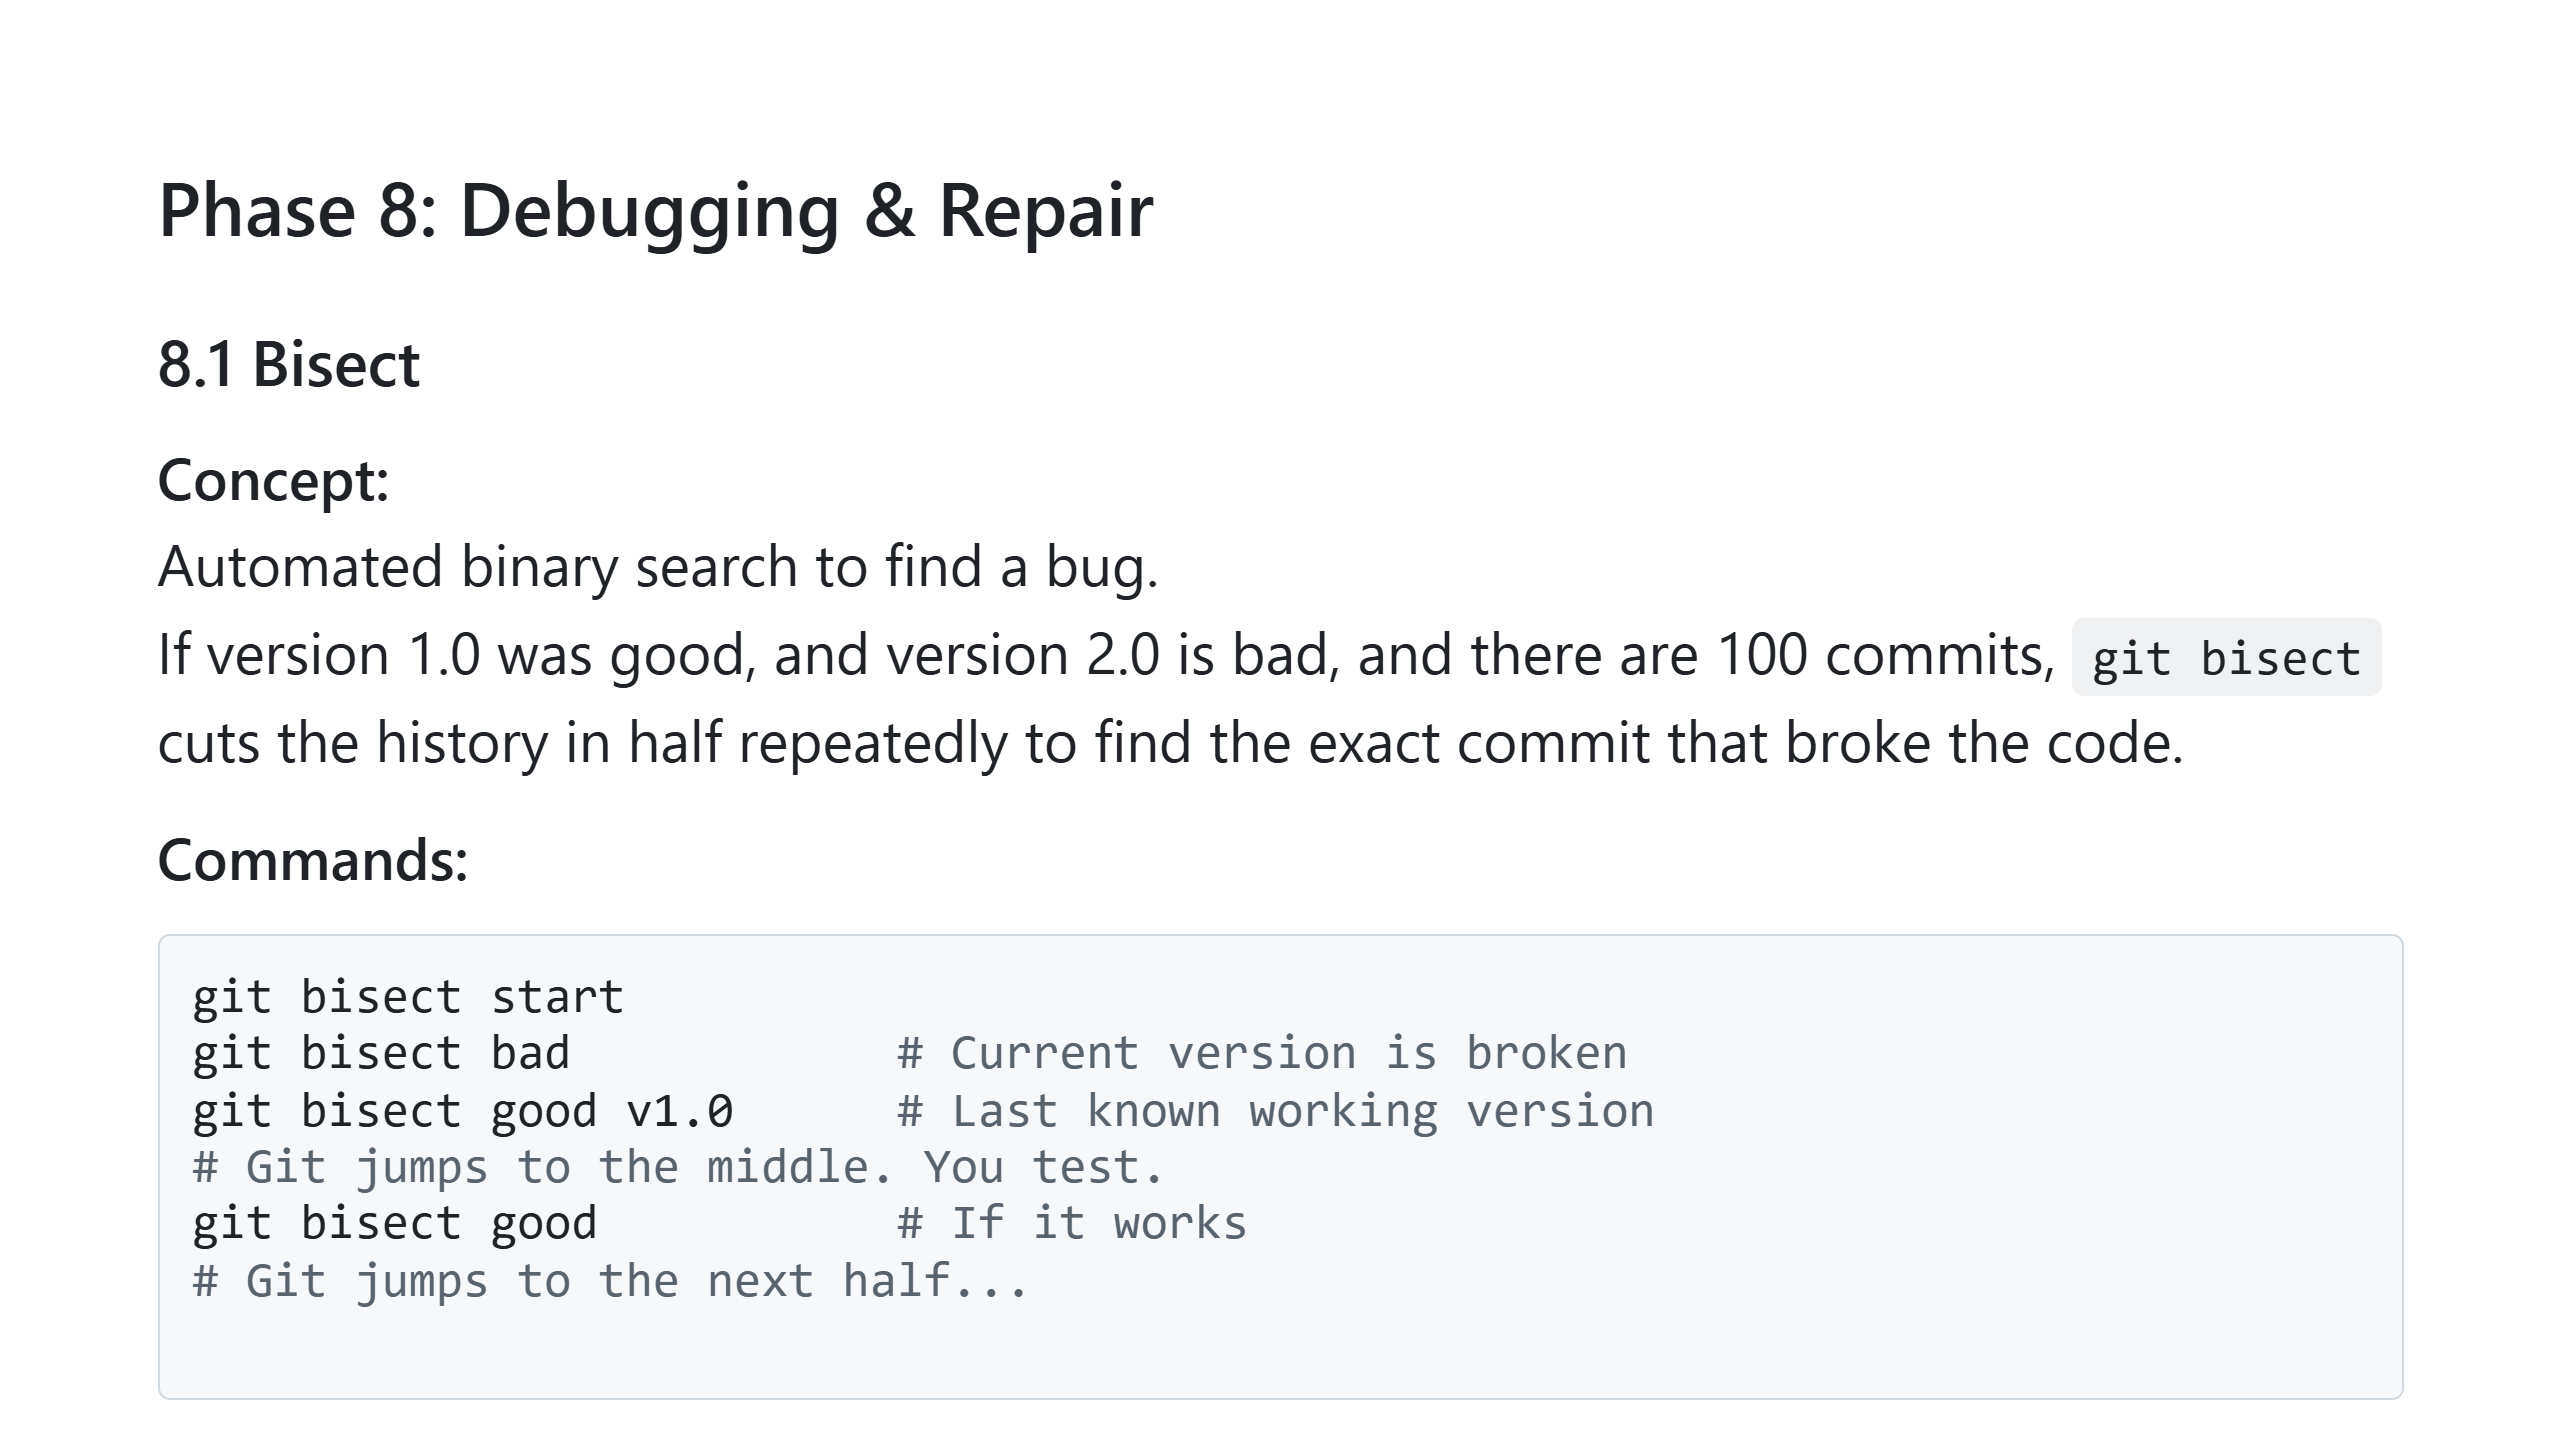 Phase 8: Debugging & Repair
8.1 Bisect
Concept:
Automated binary search to find a bug.
If version 1.0 was good, and version 2.0 is bad, and there are 100 commits, git bisect
cuts the history in half repeatedly to find the exact commit that broke the code.
Commands:
git bisect start
git bisect bad            # Current version is broken
git bisect good v1.0      # Last known working version
# Git jumps to the middle. You test.
git bisect good           # If it works
# Git jumps to the next half...